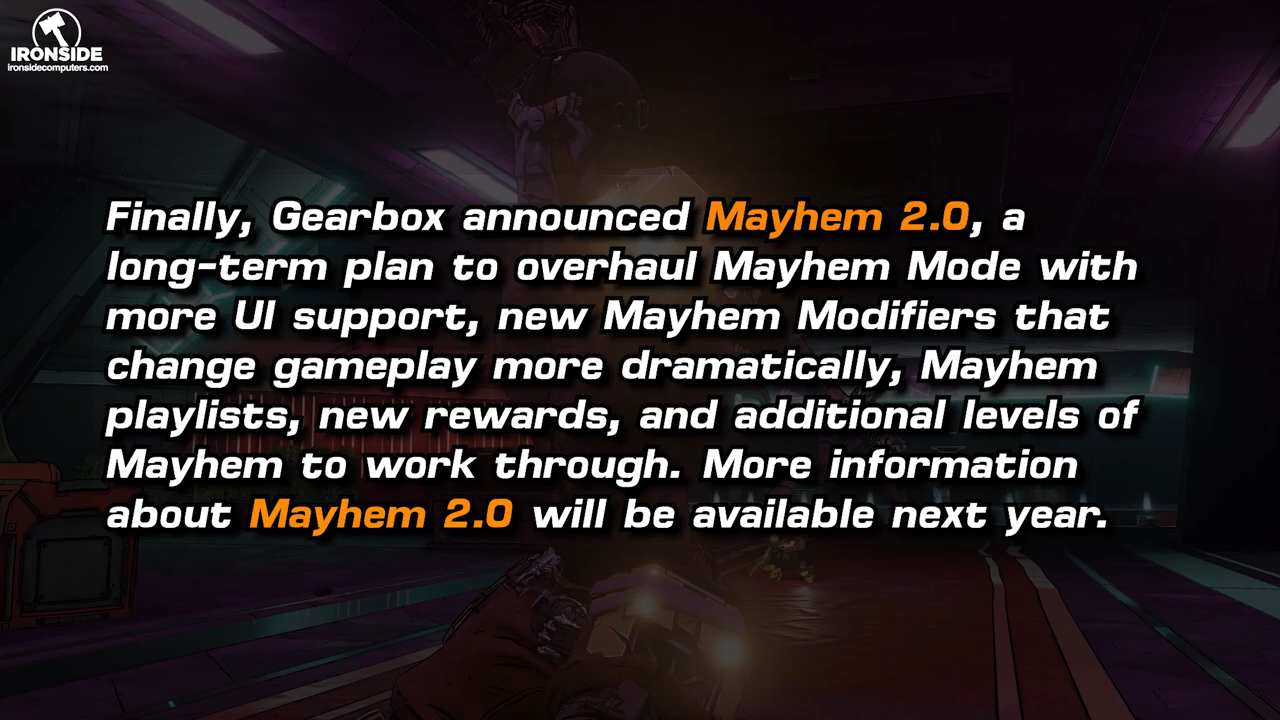 IRONSIDE
Ironsidecomputers.com
Finally, Gearbox announced Mayhem 2.0, a
long-term plan to overhaul Mayhem Mode with
more UI support, new Mayhem Modifiers that
change gameplay more dramatically, Mayhem
playlists, new rewards, and additional levels of
Mayhem to work through. More information
about Mayhem 2.0 will be available next year.